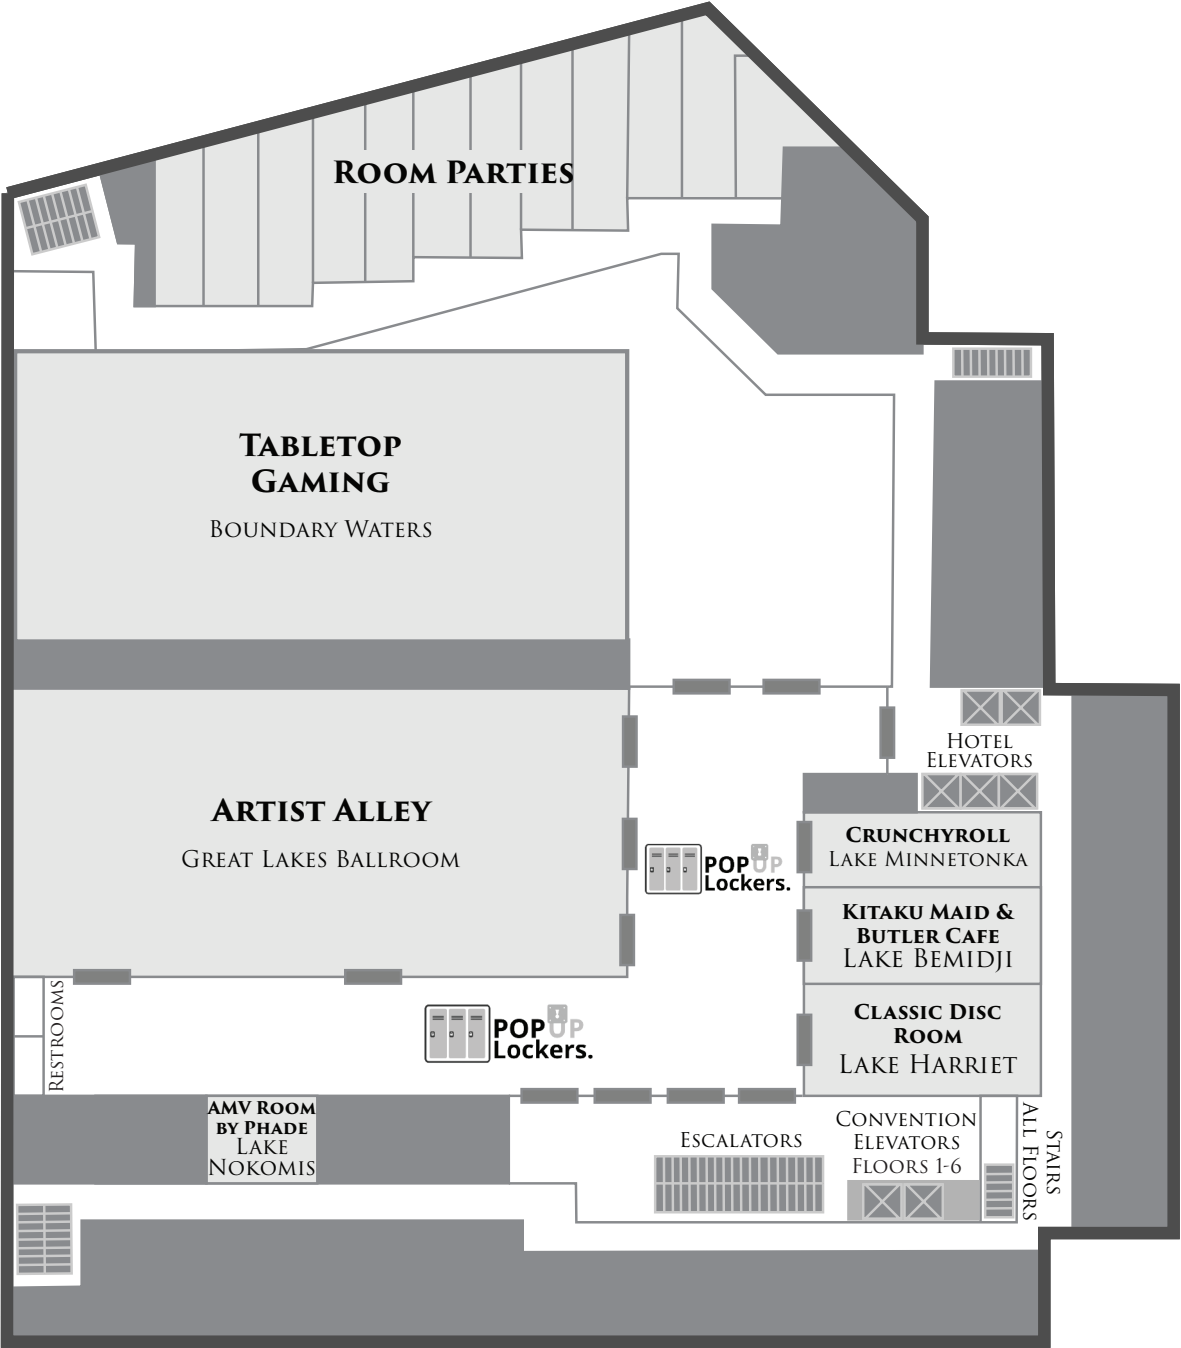 Room Parties
Tabletop
Gaming
Boundary Waters
Artist Alley
Great Lakes Ballroom
Hotel
Elevators
Crunchyroll
Lake Minnetonka
POP UP
Lockers.
Kitaku Maid &
Butler Cafe
Lake Bemidji
Classic Disc
Room
Lake Harriet
Restrooms
POP UP
Lockers.
AMV Room
by Phade
Lake
Nokomis
Escalators
Convention
Elevators
Floors 1-6
Stairs
All Floors